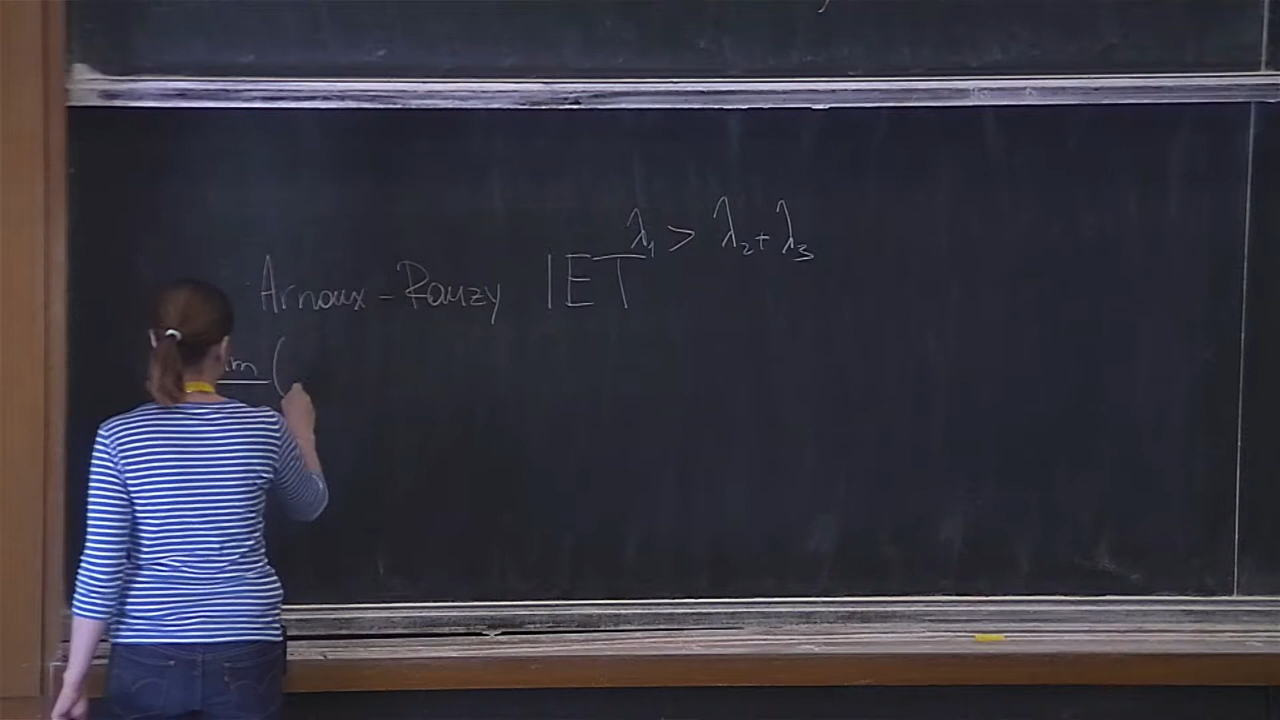 λ₁ > λ₂ + λ₃
Arnoux - Rauzy IET
m (